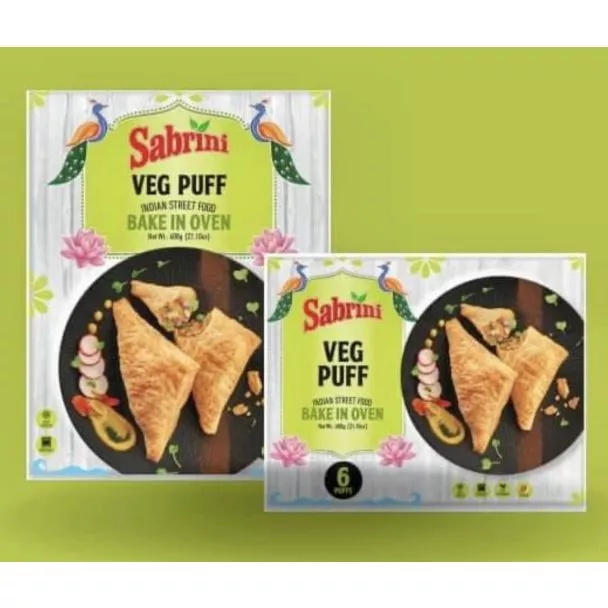 Sabrini
VEG PUFF
INDIAN STREET FOOD
BAKE IN OVEN
Sabrini
VEG
PUFF
INDIAN STREET FOOD
BAKE IN OVEN
6
PUFFS